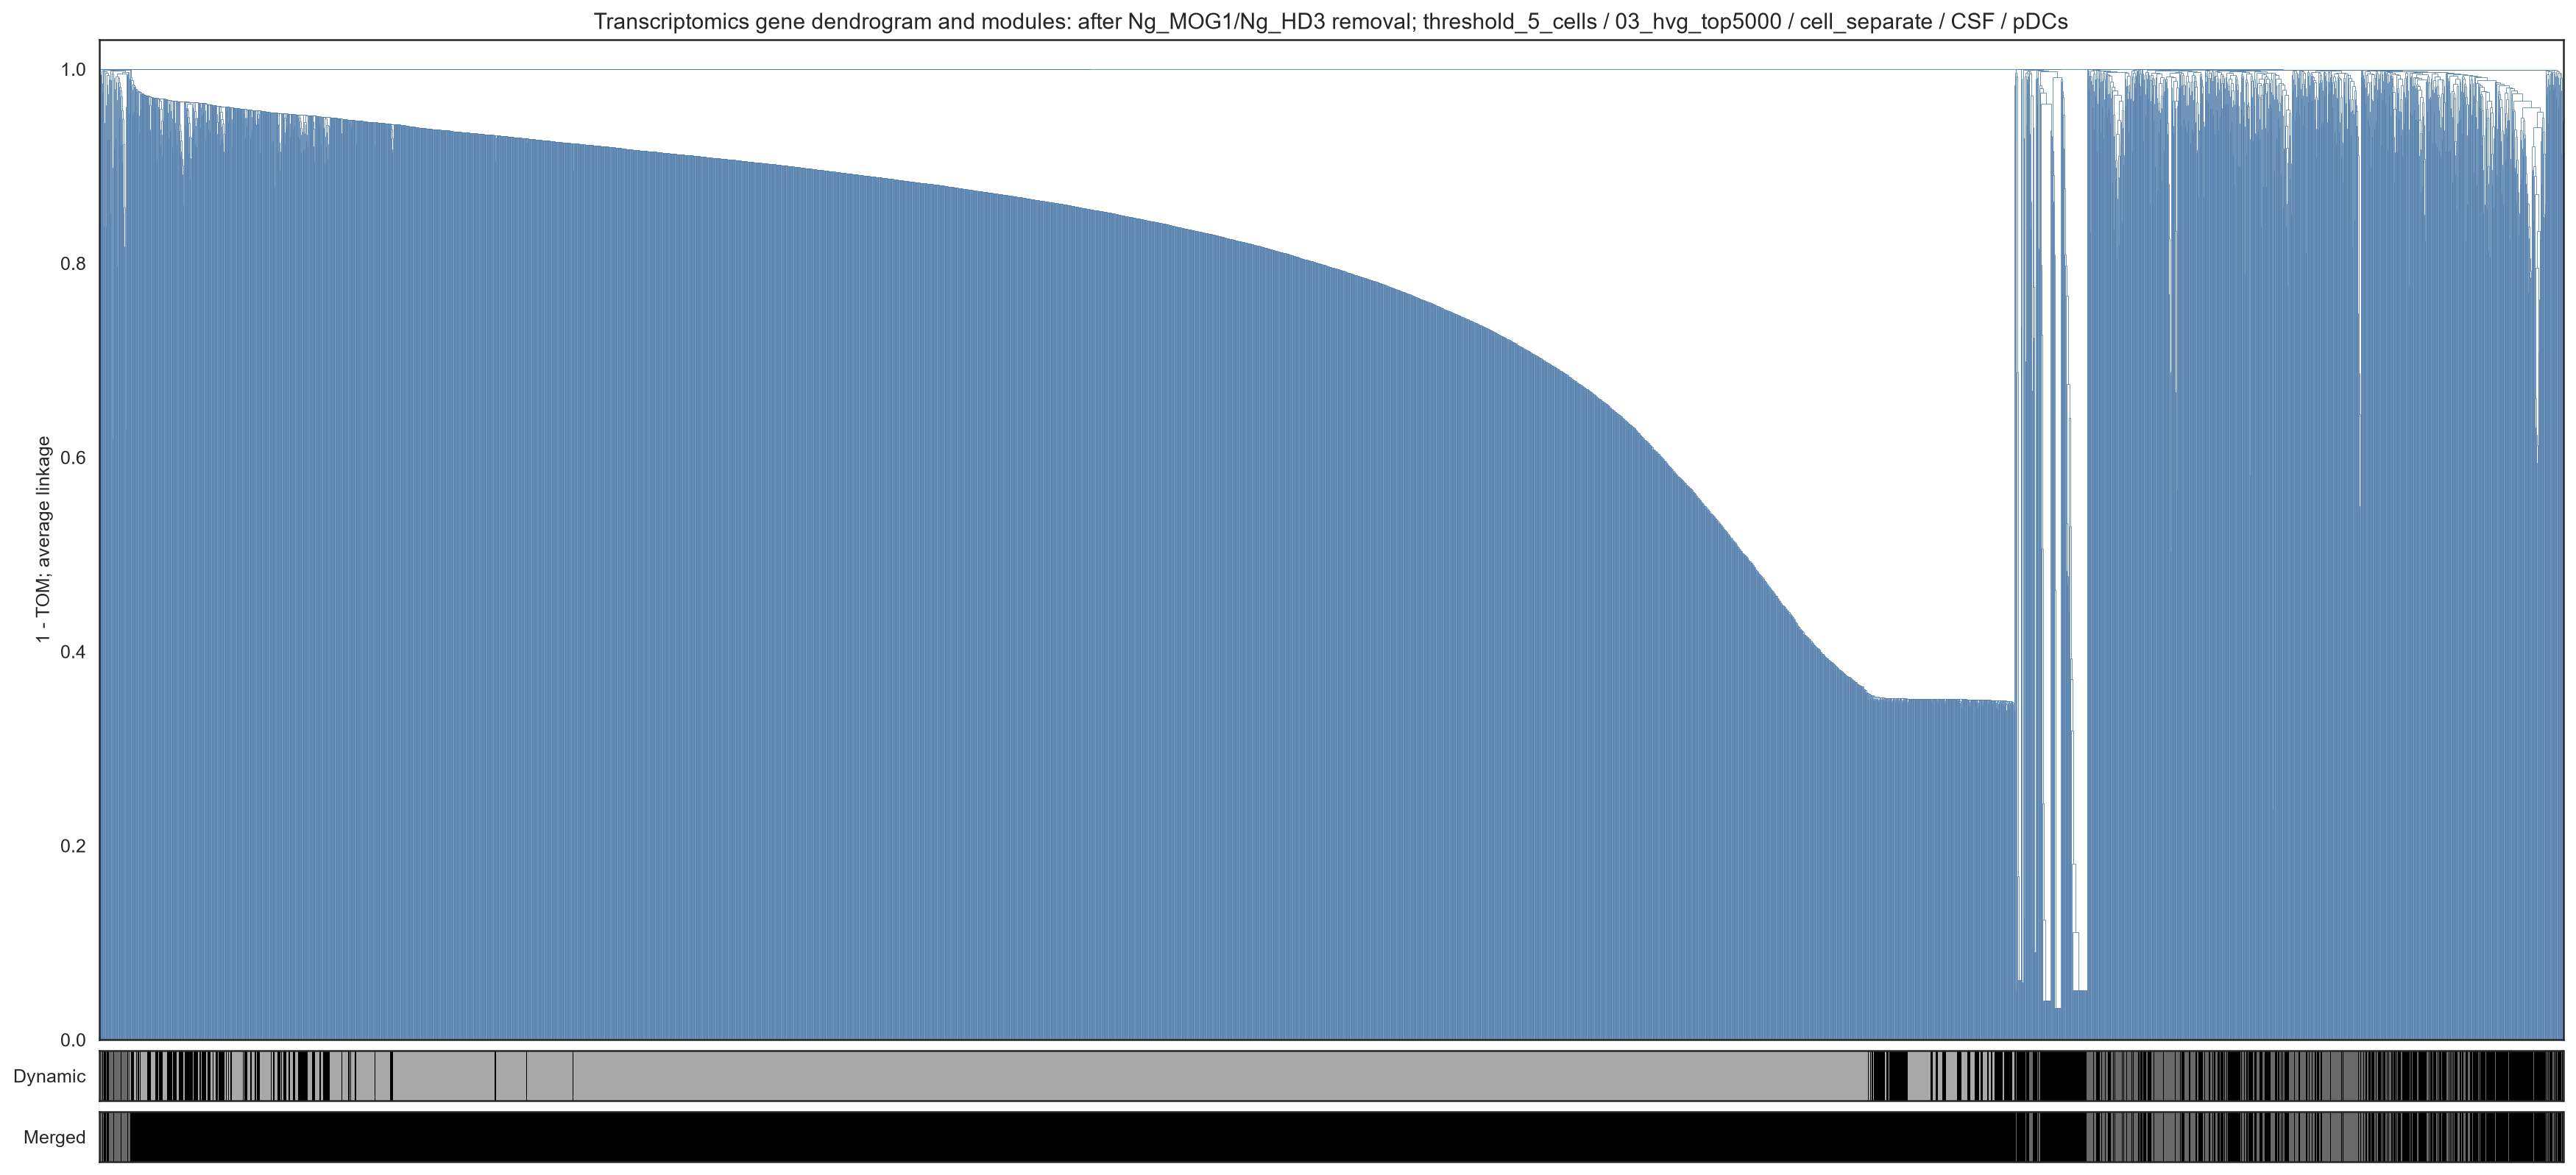 Transcriptomics gene dendrogram and modules: after Ng_MOG1/Ng_HD3 removal; threshold_5_cells / 03_hvg_top5000 / cell_separate / CSF / pDCs
1.0
0.8
0.6
0.4
0.2
0.0
1 - TOM; average linkage
Dynamic
Merged